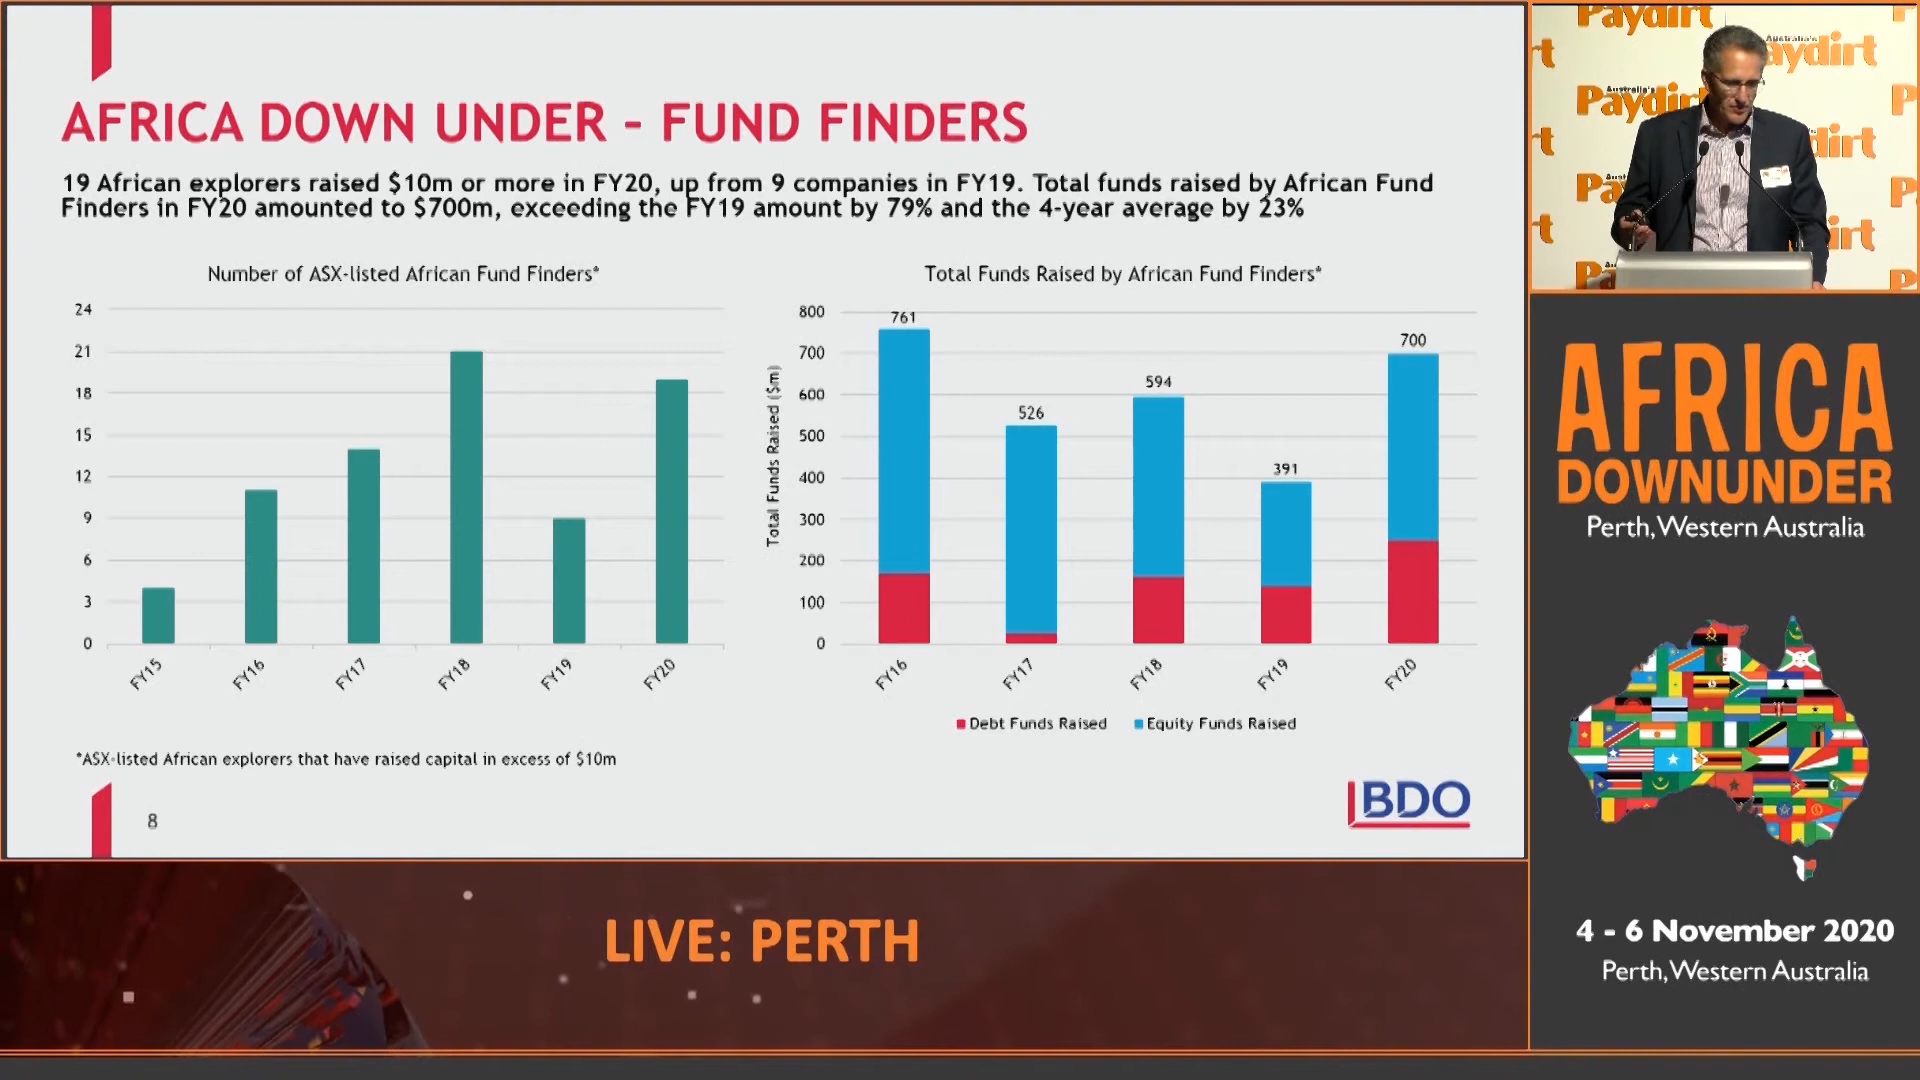 AFRICA DOWN UNDER – FUND FINDERS
19 African explorers raised $10m or more in FY20, up from 9 companies in FY19. Total funds raised by African Fund
Finders in FY20 amounted to $700m, exceeding the FY19 amount by 79% and the 4-year average by 23%
Number of ASX-listed African Fund Finders*
24
21
18
15
12
9
6
3
0
FY15
FY16
FY17
FY18
FY19
FY20
Total Funds Raised by African Fund Finders*
Total Funds Raised ($m)
800
700
600
500
400
300
200
100
0
761
526
594
391
700
FY16
FY17
FY18
FY19
FY20
Debt Funds Raised
Equity Funds Raised
*ASX-listed African explorers that have raised capital in excess of $10m
8
BDO
LIVE: PERTH
Paydirt
Australia's
aydirt
Australia's
Paydirt
AFRICA
DOWNUNDER
Perth, Western Australia
4 - 6 November 2020
Perth, Western Australia